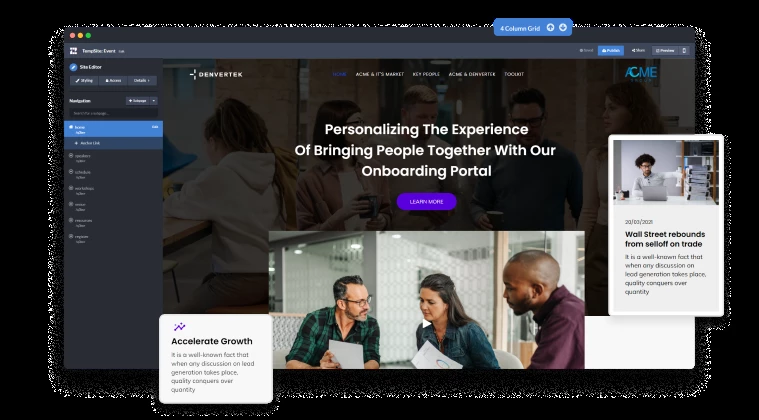 4 Column Grid
TempSite: Event
Saved
Publish
Share
Preview
Site Editor
Styling
Access
Details
Navigation
Subpage
home
Anchor Link
speakers
schedule
workshops
venue
resources
register
DENVERTEK
HOME
ACME & IT'S MARKET
KEY PEOPLE
ACME & DENVERTEK
TOOLKIT
ACME
Personalizing The Experience
Of Bringing People Together With Our
Onboarding Portal
LEARN MORE
20/03/2021
Wall Street rebounds
from selloff on trade
It is a well-known fact that
when any discussion on
lead generation takes place,
quality conquers over
quantity
Accelerate Growth
It is a well-known fact that
when any discussion on lead
generation takes place,
quality conquers over
quantity